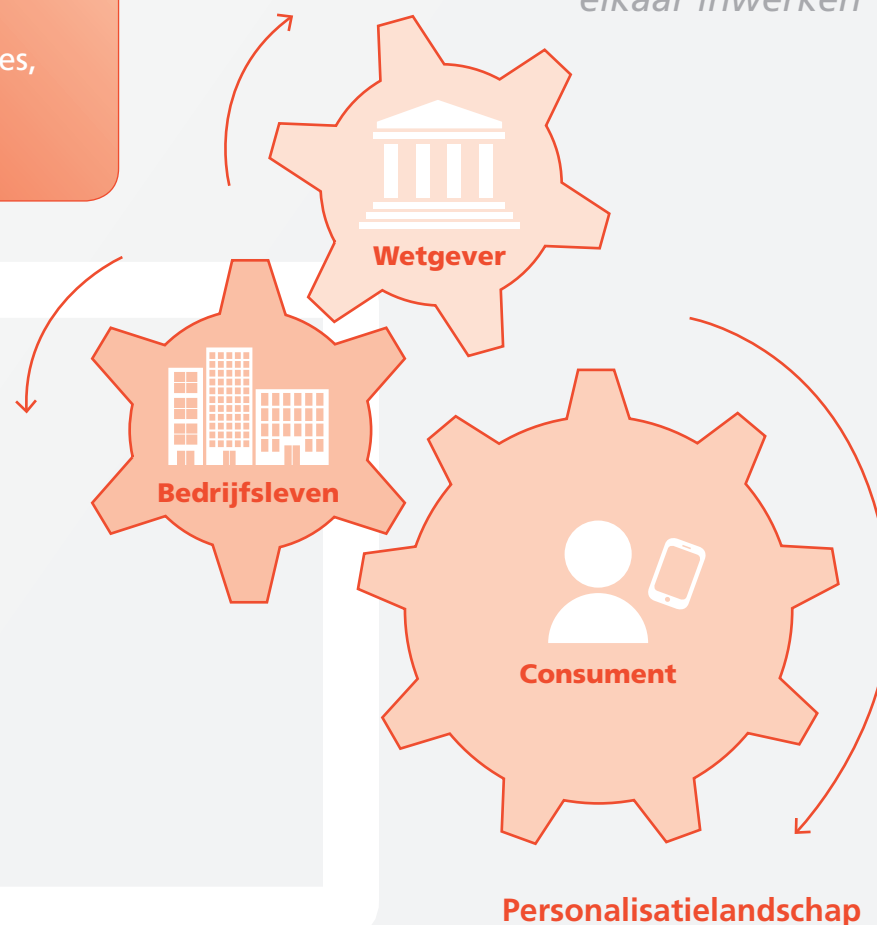 elkaar inwerken
es,
Wetgever
Bedrijfsleven
Consument
Personalisatielandschap